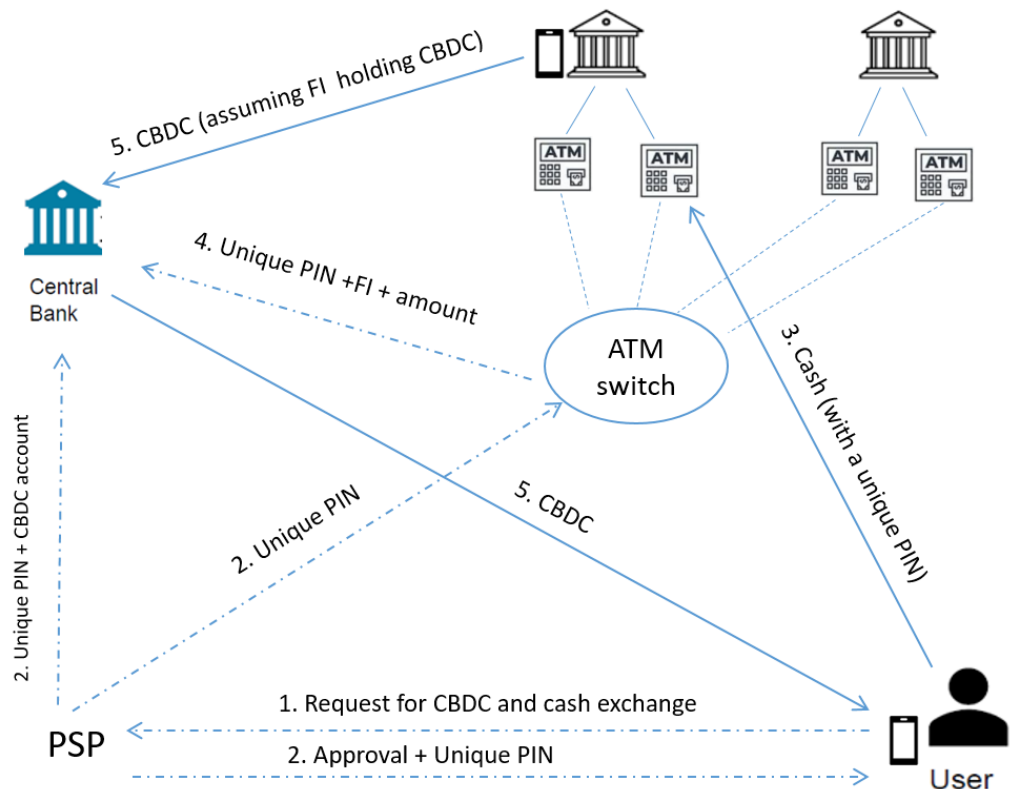 5. CBDC (assuming FI  holding CBDC)
ATM
ATM
ATM
ATM
Central
Bank
4. Unique PIN +FI + amount
ATM
switch
3. Cash (with a unique PIN)
2. Unique PIN + CBDC account
2. Unique PIN
5. CBDC
1. Request for CBDC and cash exchange
PSP
2. Approval + Unique PIN
User